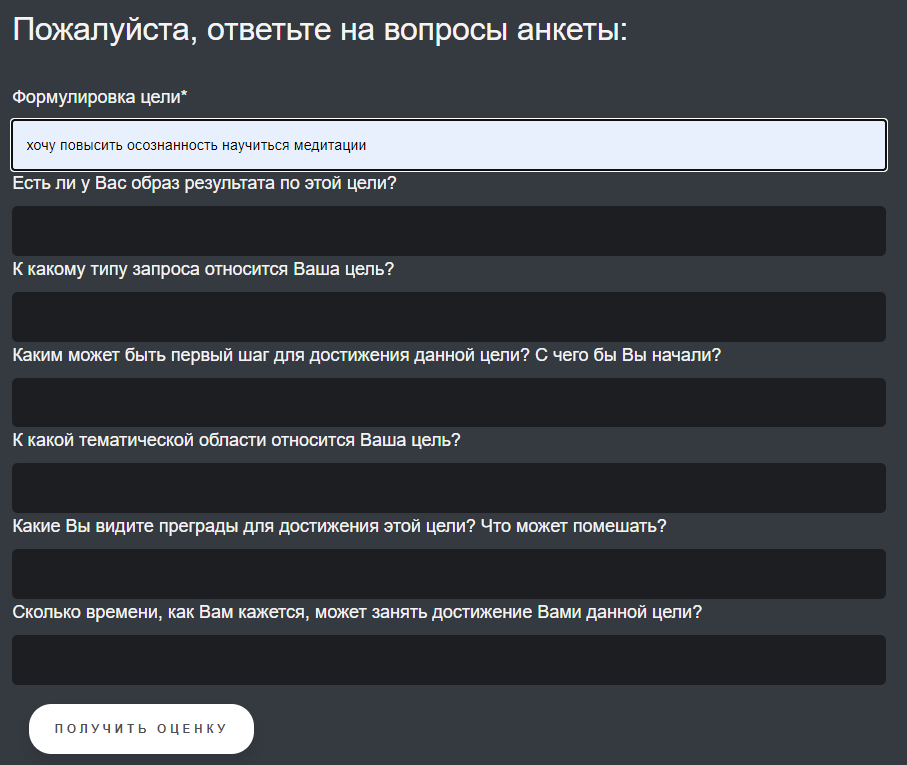 Пожалуйста, ответьте на вопросы анкеты:
Формулировка цели*
хочу повысить осознанность научиться медитации
Есть ли у Вас образ результата по этой цели?
К какому типу запроса относится Ваша цель?
Каким может быть первый шаг для достижения данной цели? С чего бы Вы начали?
К какой тематической области относится Ваша цель?
Какие Вы видите преграды для достижения этой цели? Что может помешать?
Сколько времени, как Вам кажется, может занять достижение Вами данной цели?
ПОЛУЧИТЬ ОЦЕНКУ